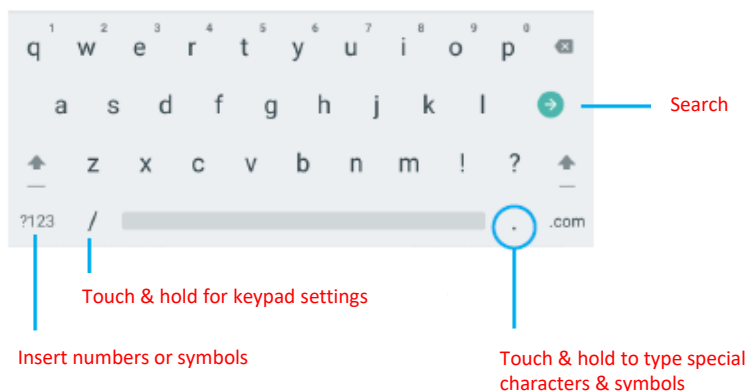 q 1 w 2 e 3 r 4 t 5 y 6 u 7 i 8 o 9 p 0
a s d f g h j k l
Search
z x c v b n m ! ?
?123 / . .com
Touch & hold for keypad settings
Insert numbers or symbols
Touch & hold to type special
characters & symbols